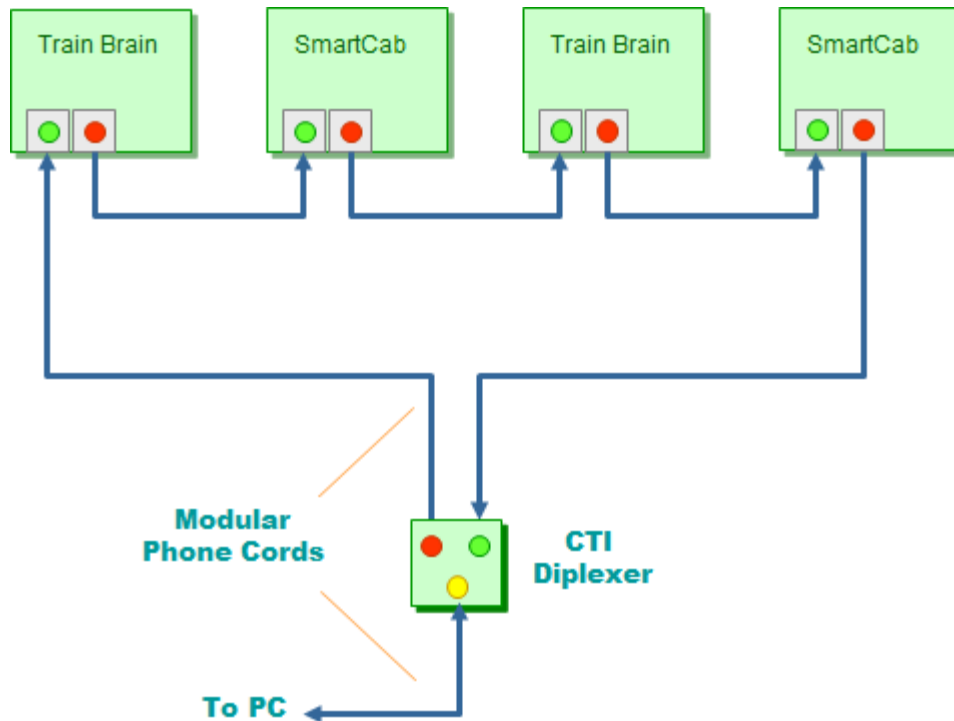 Train Brain
SmartCab
Train Brain
SmartCab
Modular
Phone Cords
CTI
Diplexer
To PC